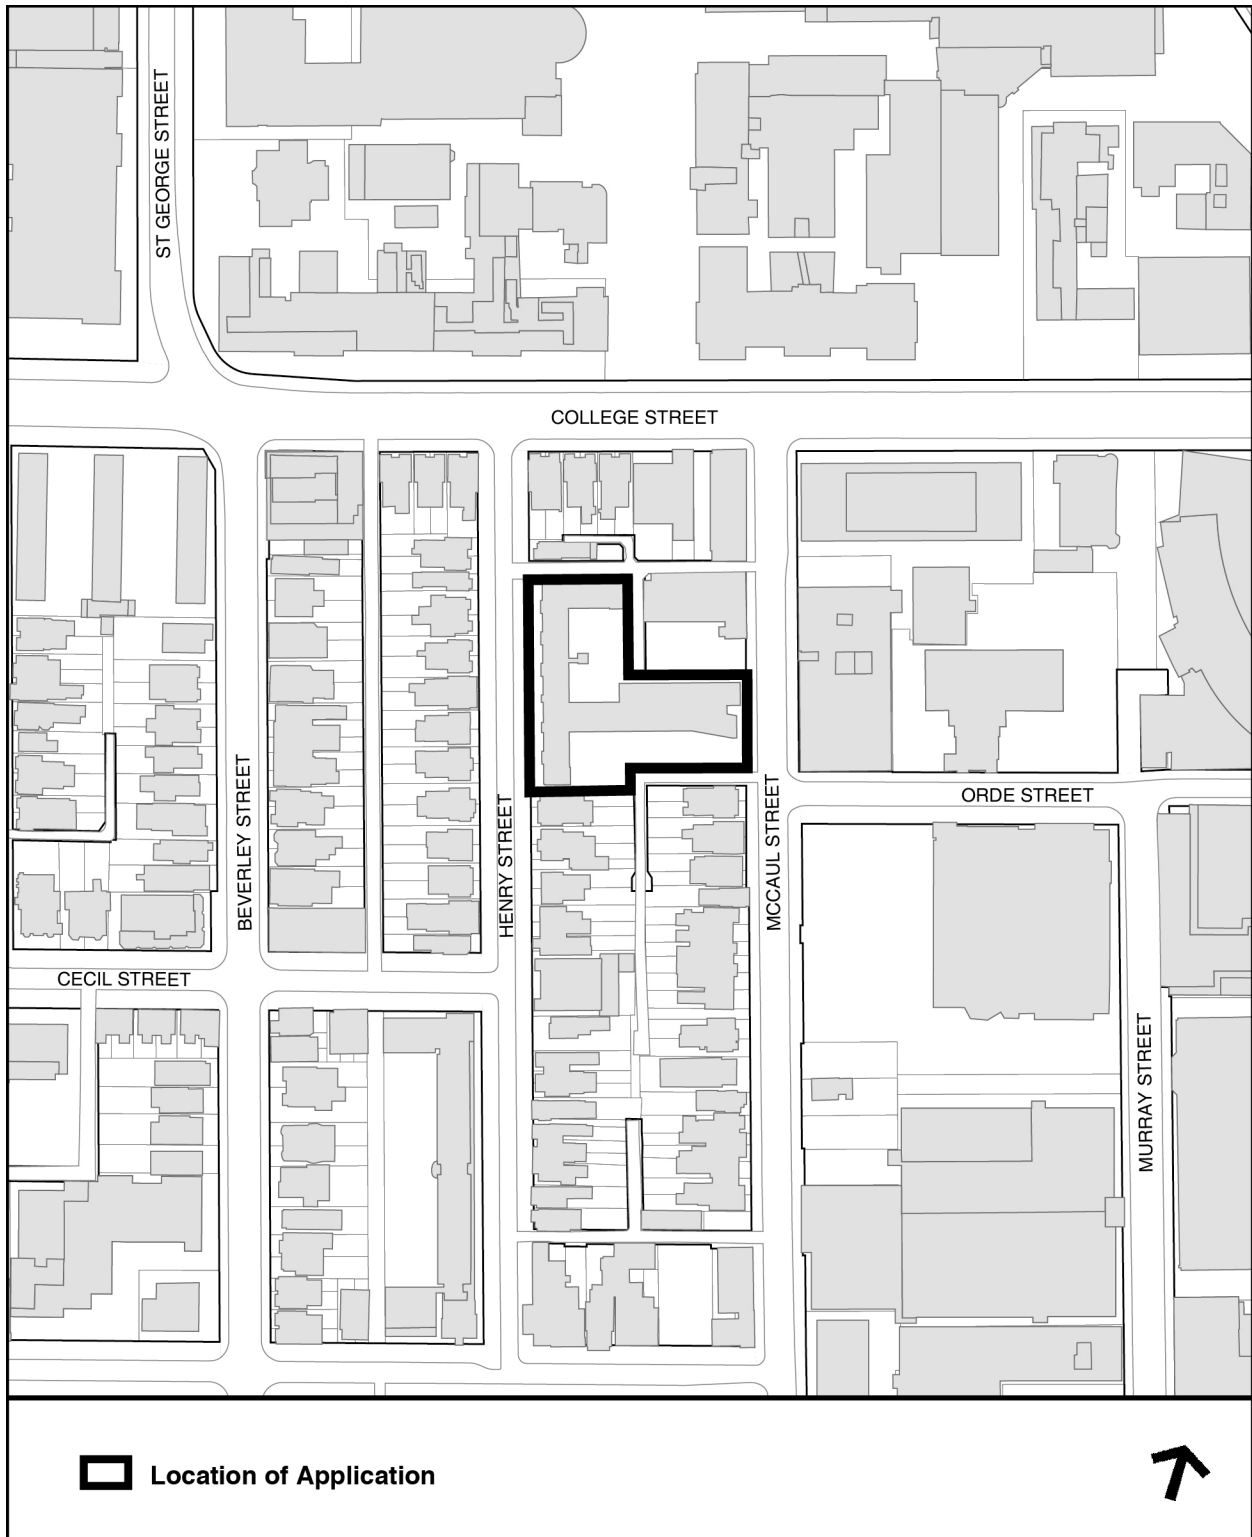 ST GEORGE STREET
COLLEGE STREET
BEVERLEY STREET
HENRY STREET
MCCAUL STREET
ORDE STREET
CECIL STREET
MURRAY STREET
Location of Application